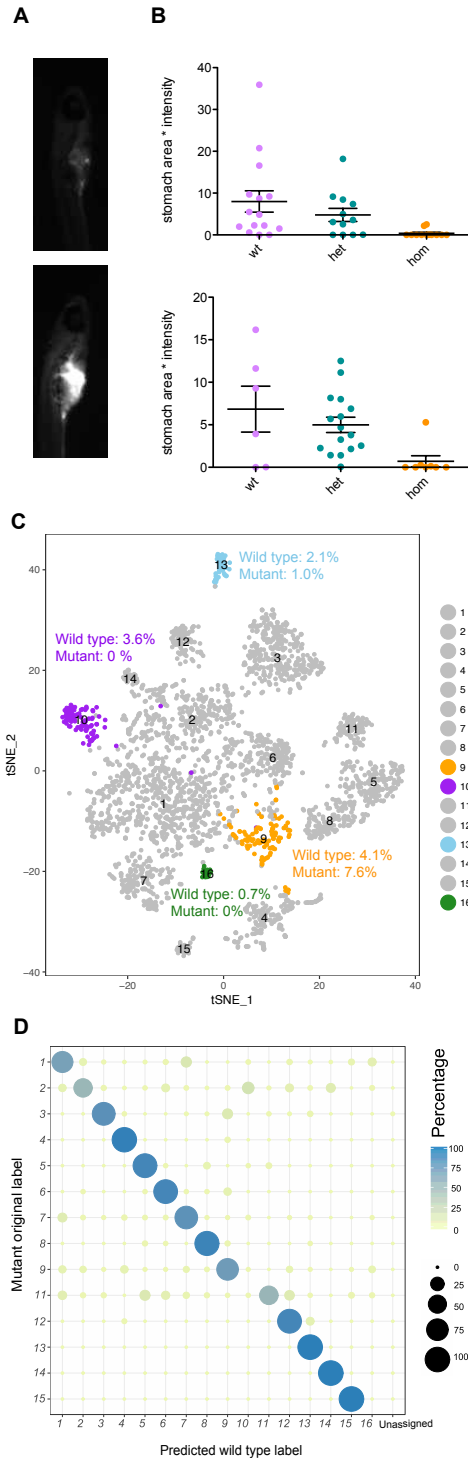 A
B
stomach area * intensity
40
30
20
10
0
wt
het
hom
stomach area * intensity
20
15
10
5
0
wt
het
hom
C
Wild type: 2.1%
Mutant: 1.0%
Wild type: 3.6%
Mutant: 0 %
Wild type: 4.1%
Mutant: 7.6%
Wild type: 0.7%
Mutant: 0%
13
12
3
14
10
2
11
6
5
1
8
9
7
16
4
15
tSNE_2
40
20
0
−20
−40
−20
0
20
40
tSNE_1
1
2
3
4
5
6
7
8
9
10
11
12
13
14
15
16
D
Mutant original label
1
2
3
4
5
6
7
8
9
11
12
13
14
15
1 2 3 4 5 6 7 8 9 10 11 12 13 14 15 16 Unassigned
Predicted wild type label
Percentage
100
75
50
25
0
0
25
50
75
100